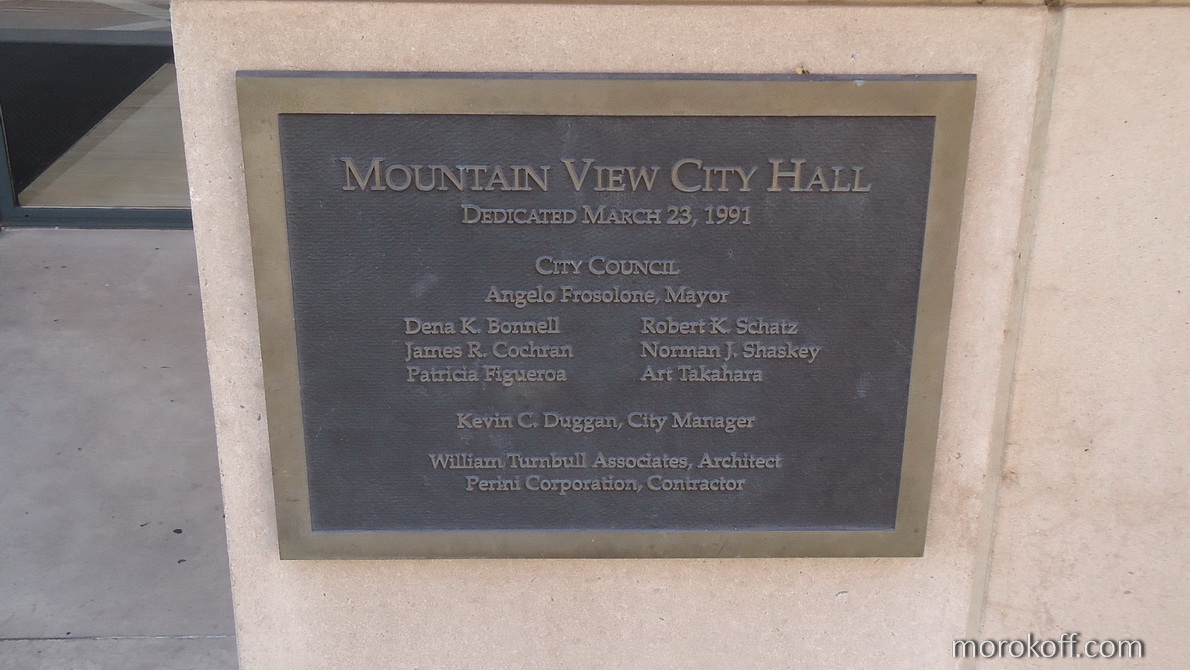 MOUNTAIN VIEW CITY HALL
DEDICATED MARCH 23, 1991
CITY COUNCIL
Angelo Frosolone, Mayor
Dena K. Bonnell Robert K. Schatz
James R. Cochran Norman J. Shaskey
Patricia Figueroa Art Takahara
Kevin C. Duggan, City Manager
William Turnbull Associates, Architect
Perini Corporation, Contractor
morokoff.com